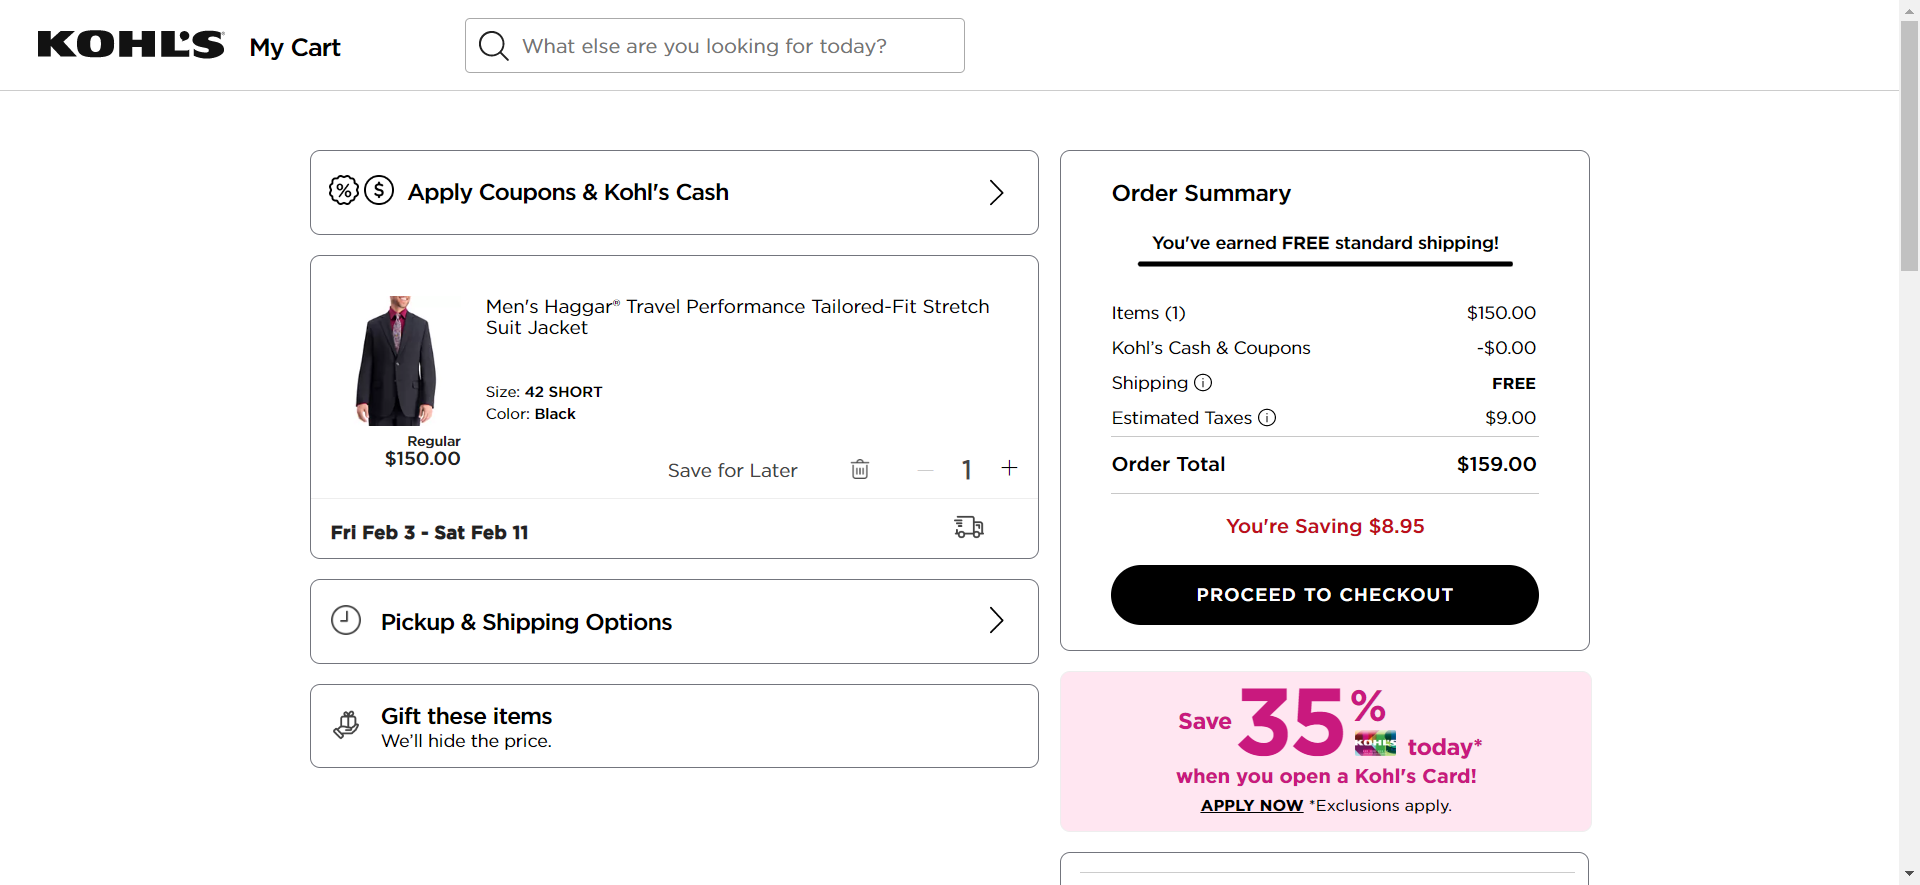 KOHL'S My Cart
What else are you looking for today?
% $ Apply Coupons & Kohl's Cash
Men's Haggar® Travel Performance Tailored-Fit Stretch
Suit Jacket
Size: 42 SHORT
Color: Black
Regular
$150.00
Save for Later
1
Fri Feb 3 - Sat Feb 11
Pickup & Shipping Options
Gift these items
We'll hide the price.
Order Summary
You've earned FREE standard shipping!
Items (1) $150.00
Kohl's Cash & Coupons -$0.00
Shipping FREE
Estimated Taxes $9.00
Order Total $159.00
You're Saving $8.95
PROCEED TO CHECKOUT
Save 35% KOHL'S today*
when you open a Kohl's Card!
APPLY NOW *Exclusions apply.